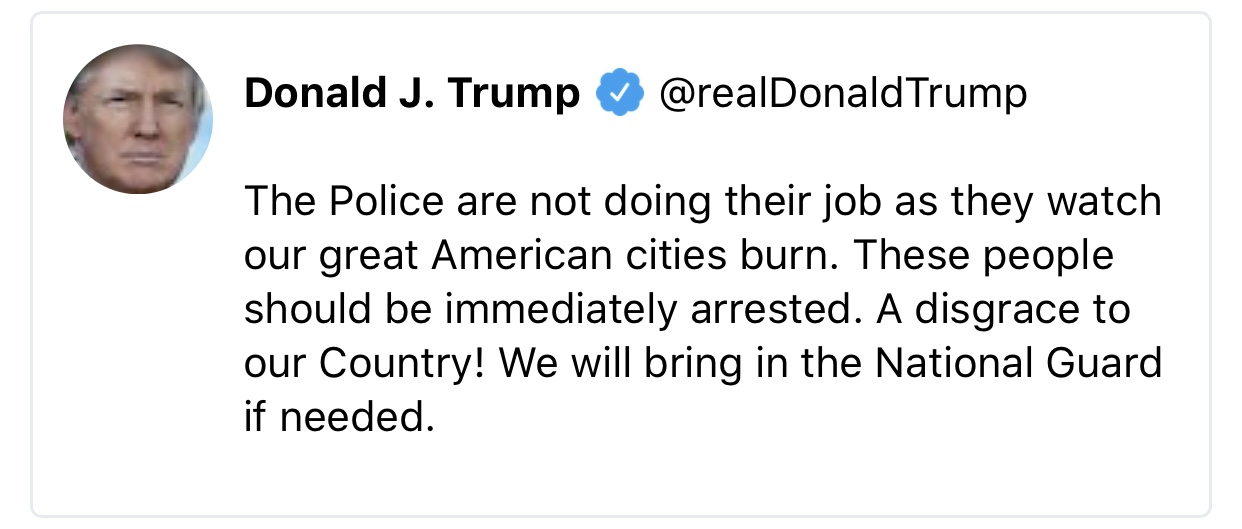 Donald J. Trump @realDonaldTrump
The Police are not doing their job as they watch
our great American cities burn. These people
should be immediately arrested. A disgrace to
our Country! We will bring in the National Guard
if needed.